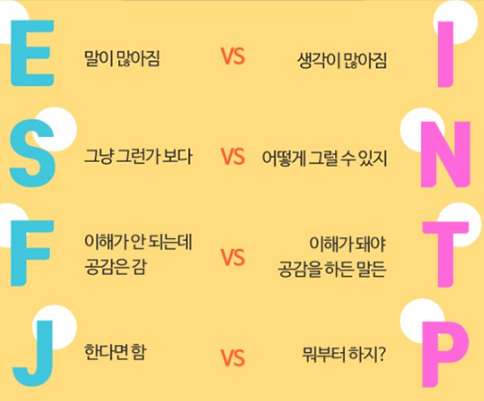 E 말이 많아짐 VS 생각이 많아짐 I
S 그냥 그런가 보다 VS 어떻게 그럴 수 있지 N
F 이해가 안 되는데
공감은 감 VS 이해가 돼야
공감을 하든 말든 T
J 한다면 함 VS 뭐부터 하지? P